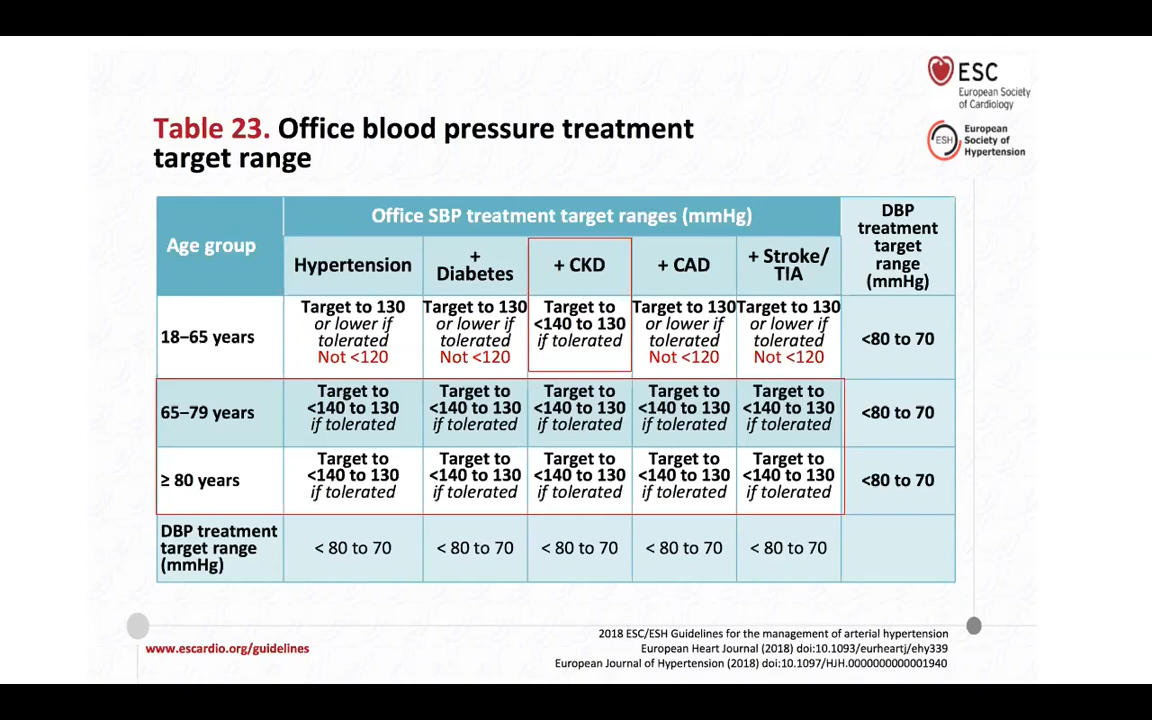 ESC
European Society
of Cardiology
ESH
European
Society of
Hypertension
Table 23. Office blood pressure treatment
target range
Age group
Office SBP treatment target ranges (mmHg)
DBP
treatment
target
range
(mmHg)
Hypertension
+
Diabetes
+ CKD
+ CAD
+ Stroke/
TIA
18–65 years
Target to 130
or lower if
tolerated
Not <120
Target to 130
or lower if
tolerated
Not <120
Target to
<140 to 130
if tolerated
Target to 130
or lower if
tolerated
Not <120
Target to 130
or lower if
tolerated
Not <120
<80 to 70
65–79 years
Target to
<140 to 130
if tolerated
Target to
<140 to 130
if tolerated
Target to
<140 to 130
if tolerated
Target to
<140 to 130
if tolerated
Target to
<140 to 130
if tolerated
<80 to 70
≥ 80 years
Target to
<140 to 130
if tolerated
Target to
<140 to 130
if tolerated
Target to
<140 to 130
if tolerated
Target to
<140 to 130
if tolerated
Target to
<140 to 130
if tolerated
<80 to 70
DBP treatment
target range
(mmHg)
< 80 to 70
< 80 to 70
< 80 to 70
< 80 to 70
< 80 to 70
www.escardio.org/guidelines
2018 ESC/ESH Guidelines for the management of arterial hypertension
European Heart Journal (2018) doi:10.1093/eurheartj/ehy339
European Journal of Hypertension (2018) doi:10.1097/HJH.0000000000001940